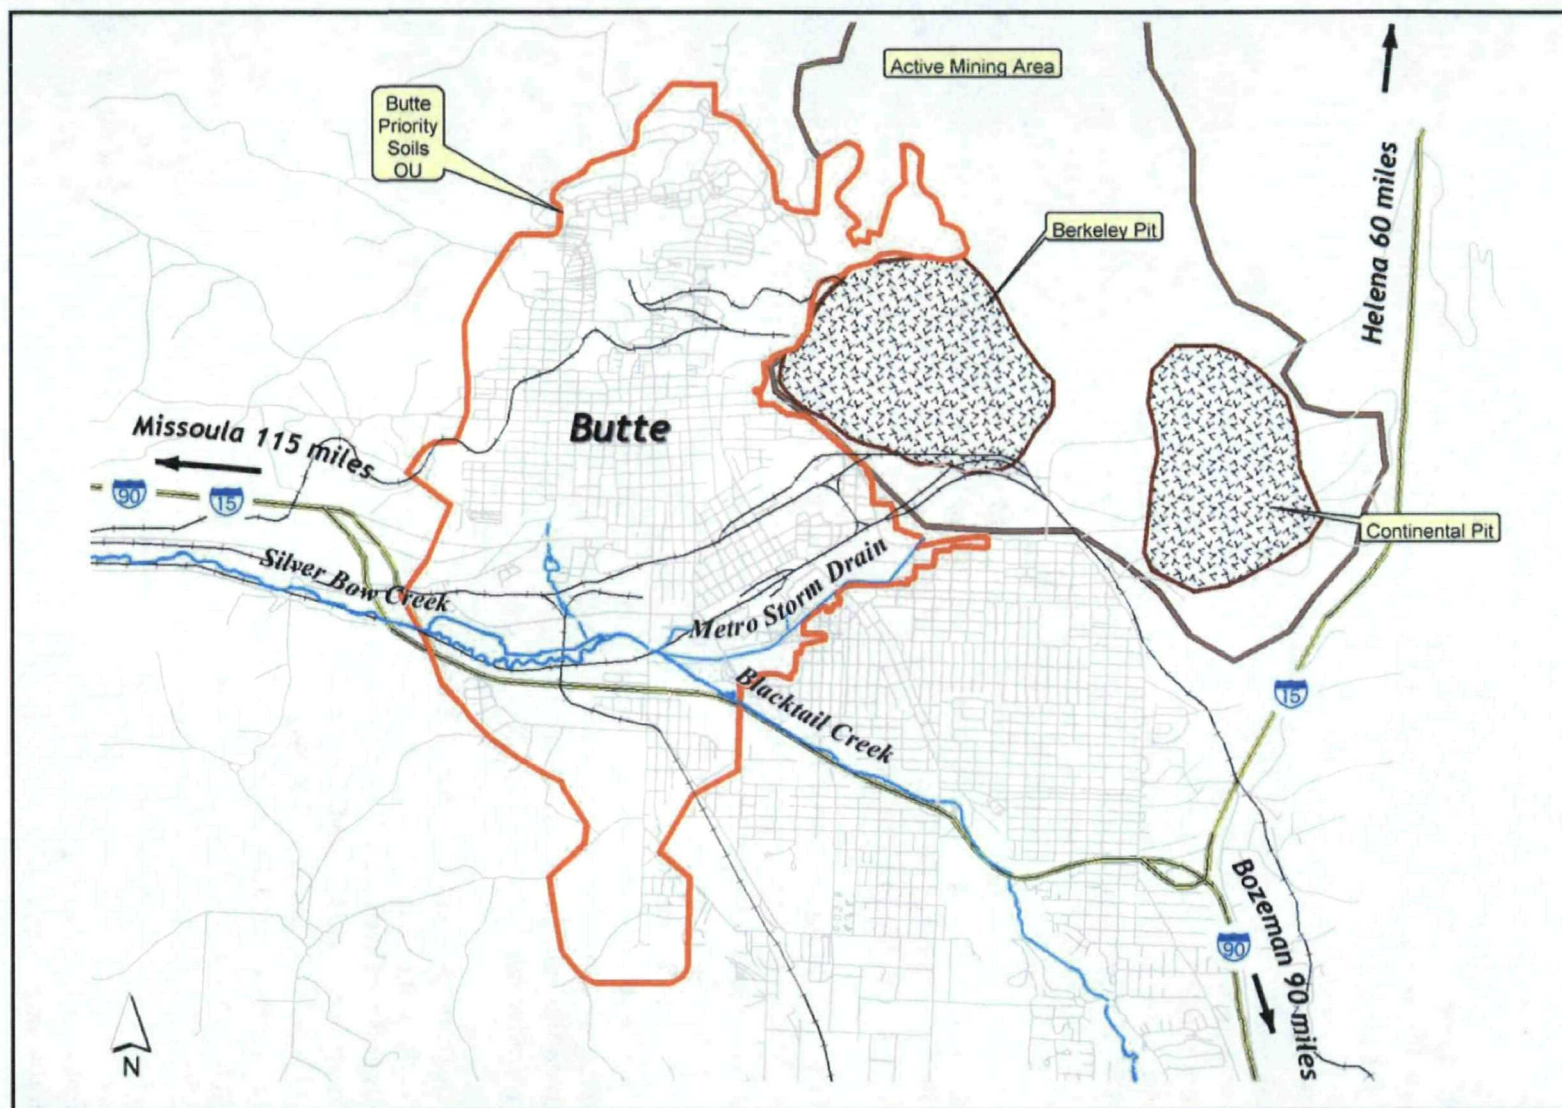 Active Mining Area
Butte
Priority
Soils
OU
Helena 60 miles
Berkeley Pit
Butte
Missoula 115 miles
90
15
Continental Pit
Silver Bow Creek
Metro Storm Drain
Blacktail Creek
15
Bozeman 90 miles
90
N